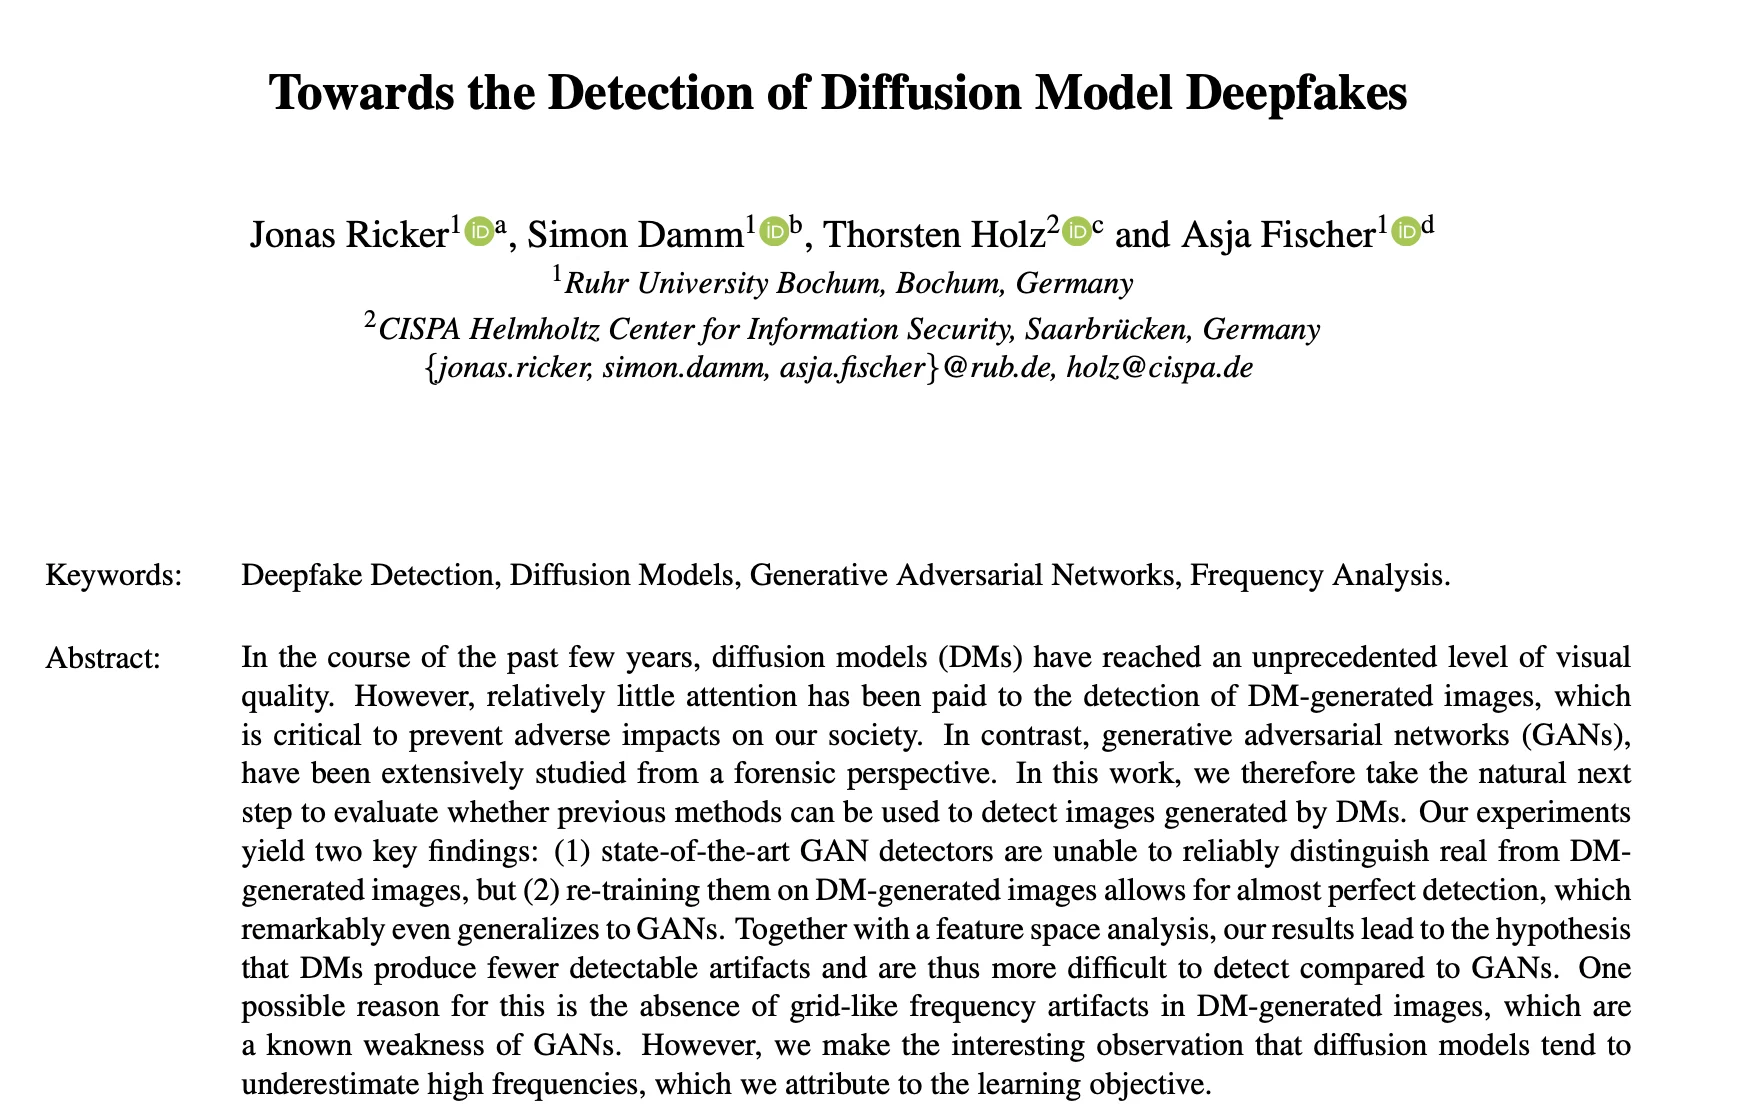 Towards the Detection of Diffusion Model Deepfakes
Jonas Ricker1 iD a, Simon Damm1 iD b, Thorsten Holz2 iD c and Asja Fischer1 iD d
1Ruhr University Bochum, Bochum, Germany
2CISPA Helmholtz Center for Information Security, Saarbrücken, Germany
{jonas.ricker, simon.damm, asja.fischer}@rub.de, holz@cispa.de
Keywords: Deepfake Detection, Diffusion Models, Generative Adversarial Networks, Frequency Analysis.
Abstract: In the course of the past few years, diffusion models (DMs) have reached an unprecedented level of visual
quality. However, relatively little attention has been paid to the detection of DM-generated images, which
is critical to prevent adverse impacts on our society. In contrast, generative adversarial networks (GANs),
have been extensively studied from a forensic perspective. In this work, we therefore take the natural next
step to evaluate whether previous methods can be used to detect images generated by DMs. Our experiments
yield two key findings: (1) state-of-the-art GAN detectors are unable to reliably distinguish real from DM-
generated images, but (2) re-training them on DM-generated images allows for almost perfect detection, which
remarkably even generalizes to GANs. Together with a feature space analysis, our results lead to the hypothesis
that DMs produce fewer detectable artifacts and are thus more difficult to detect compared to GANs. One
possible reason for this is the absence of grid-like frequency artifacts in DM-generated images, which are
a known weakness of GANs. However, we make the interesting observation that diffusion models tend to
underestimate high frequencies, which we attribute to the learning objective.